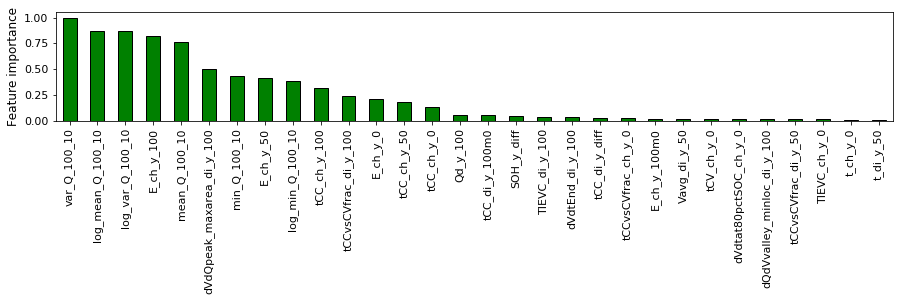 Feature importance
1.00
0.75
0.50
0.25
0.00
var_Q_100_10
log_mean_Q_100_10
log_var_Q_100_10
E_ch_y_100
mean_Q_100_10
dVdQpeak_maxarea_di_y_100
min_Q_100_10
E_ch_y_50
log_min_Q_100_10
tCC_ch_y_100
tCCvsCVfrac_di_y_100
E_ch_y_0
tCC_ch_y_50
tCC_ch_y_0
Qd_y_100
tCC_di_y_100m0
SOH_y_diff
TIEVC_di_y_100
dVdtEnd_di_y_100
tCC_di_y_diff
tCCvsCVfrac_ch_y_0
E_ch_y_100m0
Vavg_di_y_50
tCV_ch_y_0
dVdtat80pctSOC_ch_y_0
dQdVvalley_minloc_di_y_100
tCCvsCVfrac_di_y_50
TIEVC_ch_y_0
t_ch_y_0
t_di_y_50